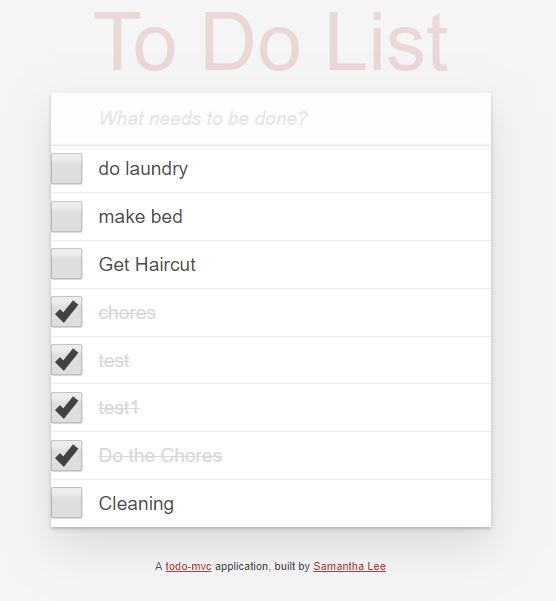 To Do List
What needs to be done?
do laundry
make bed
Get Haircut
chores
test
test1
Do the Chores
Cleaning
A todo-mvc application, built by Samantha Lee